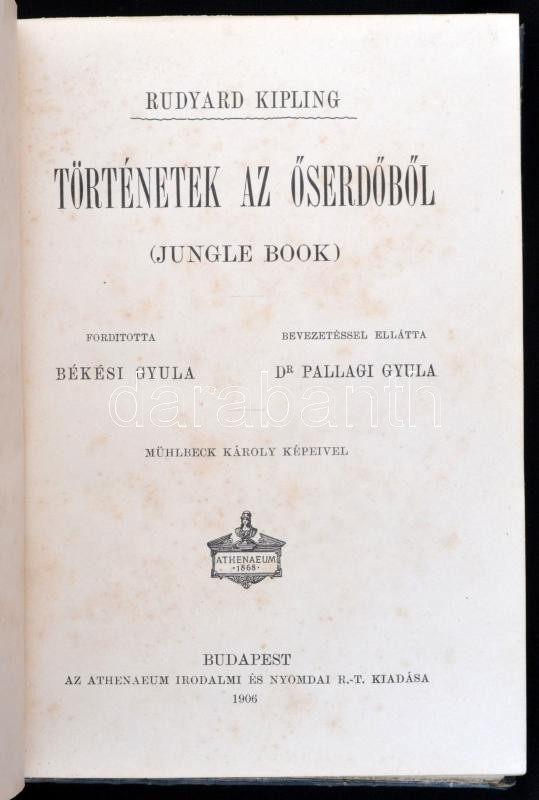 RUDYARD KIPLING
TÖRTÉNETEK AZ ŐSERDŐBŐL
(JUNGLE BOOK)
FORDITOTTA
BÉKÉSI GYULA
BEVEZETÉSSEL ELLÁTTA
DR PALLAGI GYULA
darabanth
MÜHLBECK KÁROLY KÉPEIVEL
ATHENAEUM
·1868·
BUDAPEST
AZ ATHENAEUM IRODALMI ÉS NYOMDAI R.-T. KIADÁSA
1906